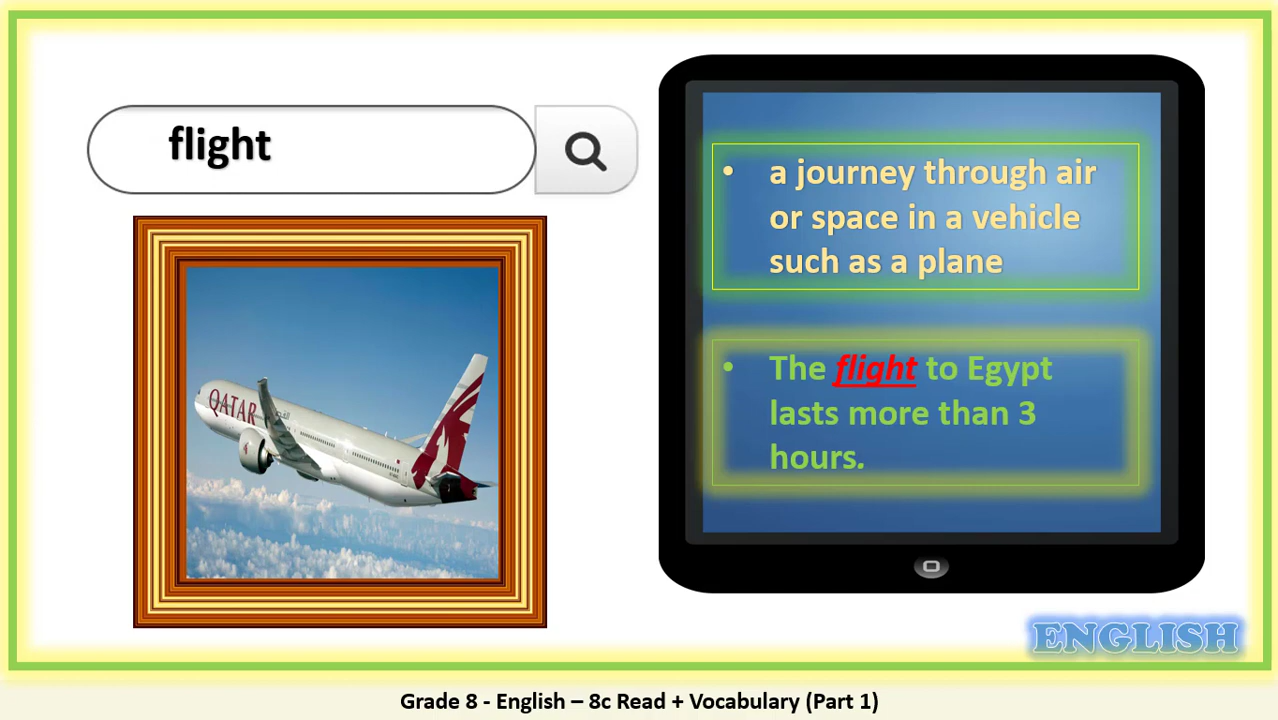 flight
QATAR
• a journey through air
or space in a vehicle
such as a plane
• The flight to Egypt
lasts more than 3
hours.
ENGLISH
Grade 8 - English – 8c Read + Vocabulary (Part 1)